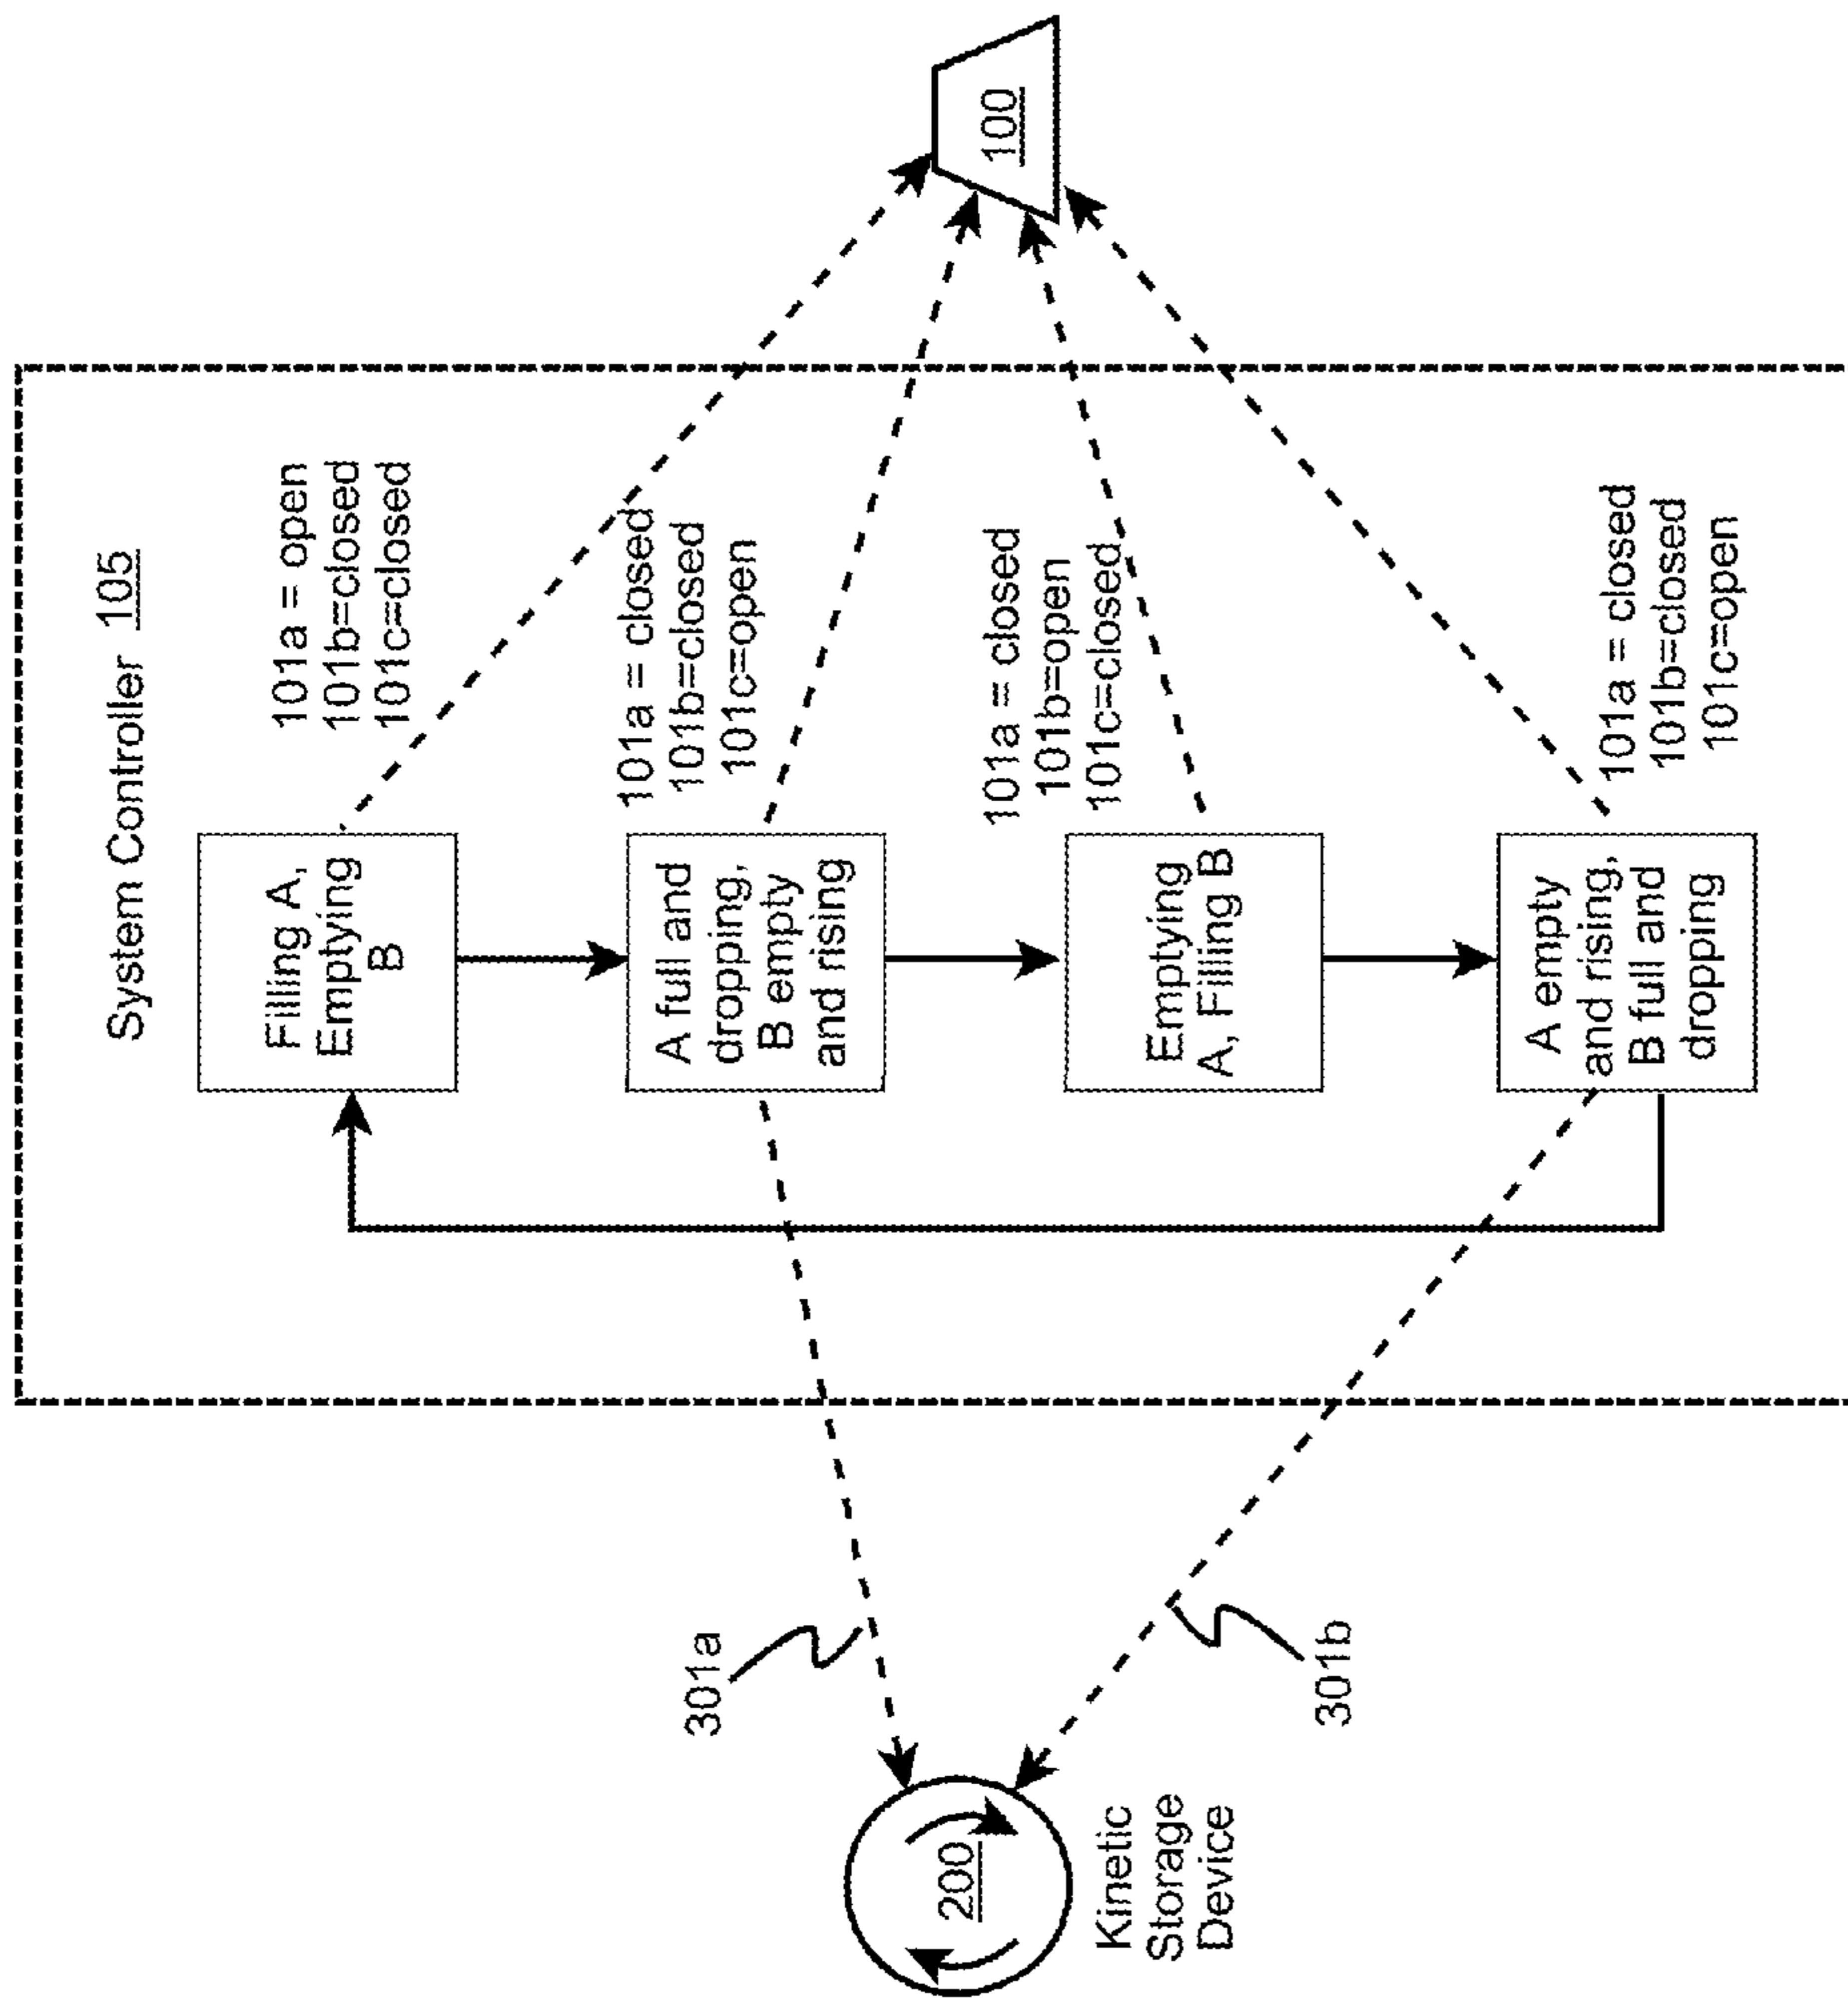 System Controller 105
Filling A,
Emptying
B
101a = open
101b=closed
101c=closed
A full and
dropping,
B empty
and rising
101a = closed
101b=closed
101c=open
Emptying
A, Filling B
101a = closed
101b=open
101c=closed
A empty
and rising,
B full and
dropping
101a = closed
101b=closed
101c=open
100
301a
301b
200
Kinetic
Storage
Device